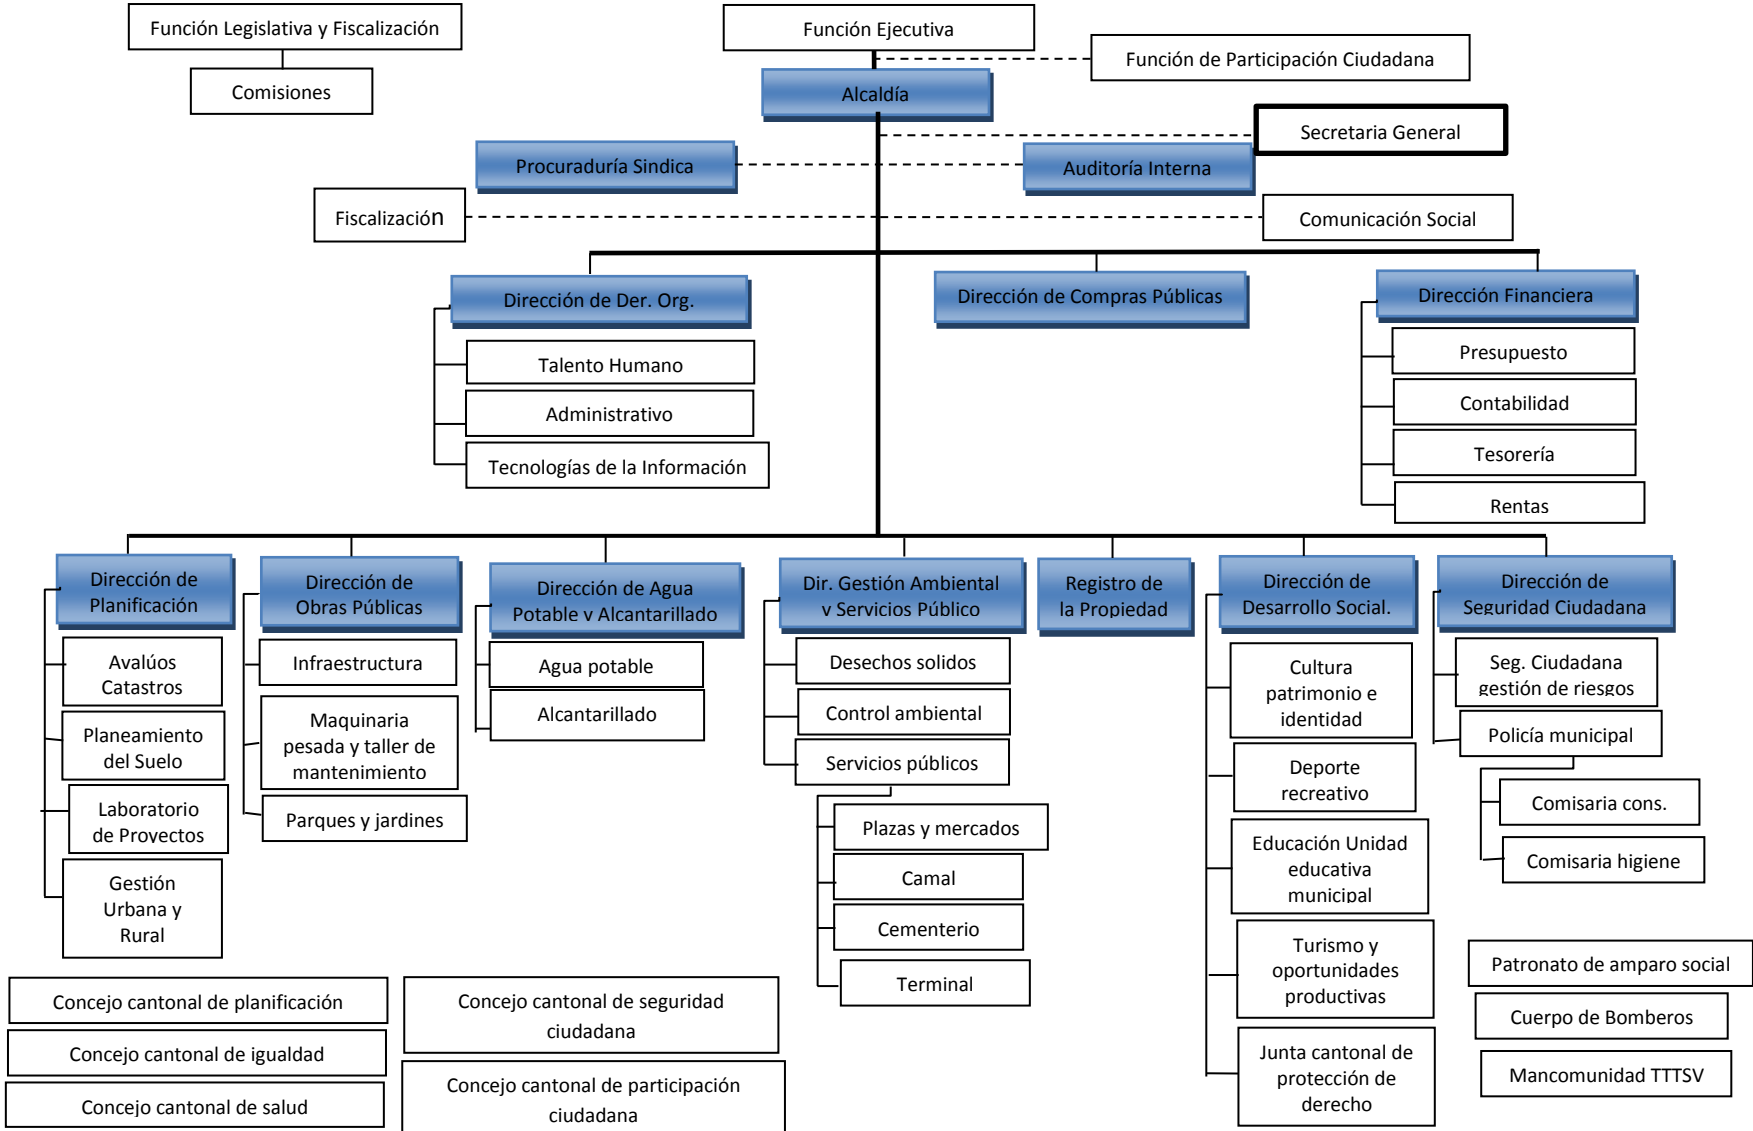 Función Legislativa y Fiscalización
Función Ejecutiva
Función de Participación Ciudadana
Comisiones
Alcaldía
Secretaria General
Procuraduría Sindica
Auditoría Interna
Fiscalización
Comunicación Social
Dirección de Der. Org.
Dirección de Compras Públicas
Dirección Financiera
Talento Humano
Administrativo
Tecnologías de la Información
Presupuesto
Contabilidad
Tesorería
Rentas
Dirección de
Planificación
Avalúos
Catastros
Planeamiento
del Suelo
Laboratorio
de Proyectos
Gestión
Urbana y
Rural
Dirección de
Obras Públicas
Infraestructura
Maquinaria
pesada y taller de
mantenimiento
Parques y jardines
Dirección de Agua
Potable y Alcantarillado
Agua potable
Alcantarillado
Dir. Gestión Ambiental
y Servicios Público
Desechos solidos
Control ambiental
Servicios públicos
Plazas y mercados
Camal
Cementerio
Terminal
Registro de
la Propiedad
Dirección de
Desarrollo Social.
Cultura
patrimonio e
identidad
Deporte
recreativo
Educación Unidad
educativa
municipal
Turismo y
oportunidades
productivas
Junta cantonal de
protección de
derecho
Dirección de
Seguridad Ciudadana
Seg. Ciudadana
gestión de riesgos
Policía municipal
Comisaria cons.
Comisaria higiene
Patronato de amparo social
Cuerpo de Bomberos
Mancomunidad TTTSV
Concejo cantonal de planificación
Concejo cantonal de igualdad
Concejo cantonal de salud
Concejo cantonal de seguridad
ciudadana
Concejo cantonal de participación
ciudadana